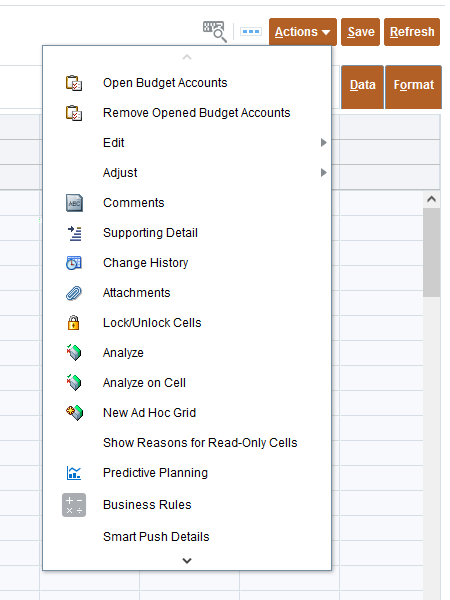 Actions Save Refresh
Data Format
Open Budget Accounts
Remove Opened Budget Accounts
Edit
Adjust
ABC Comments
Supporting Detail
Change History
Attachments
Lock/Unlock Cells
Analyze
Analyze on Cell
New Ad Hoc Grid
Show Reasons for Read-Only Cells
Predictive Planning
Business Rules
Smart Push Details